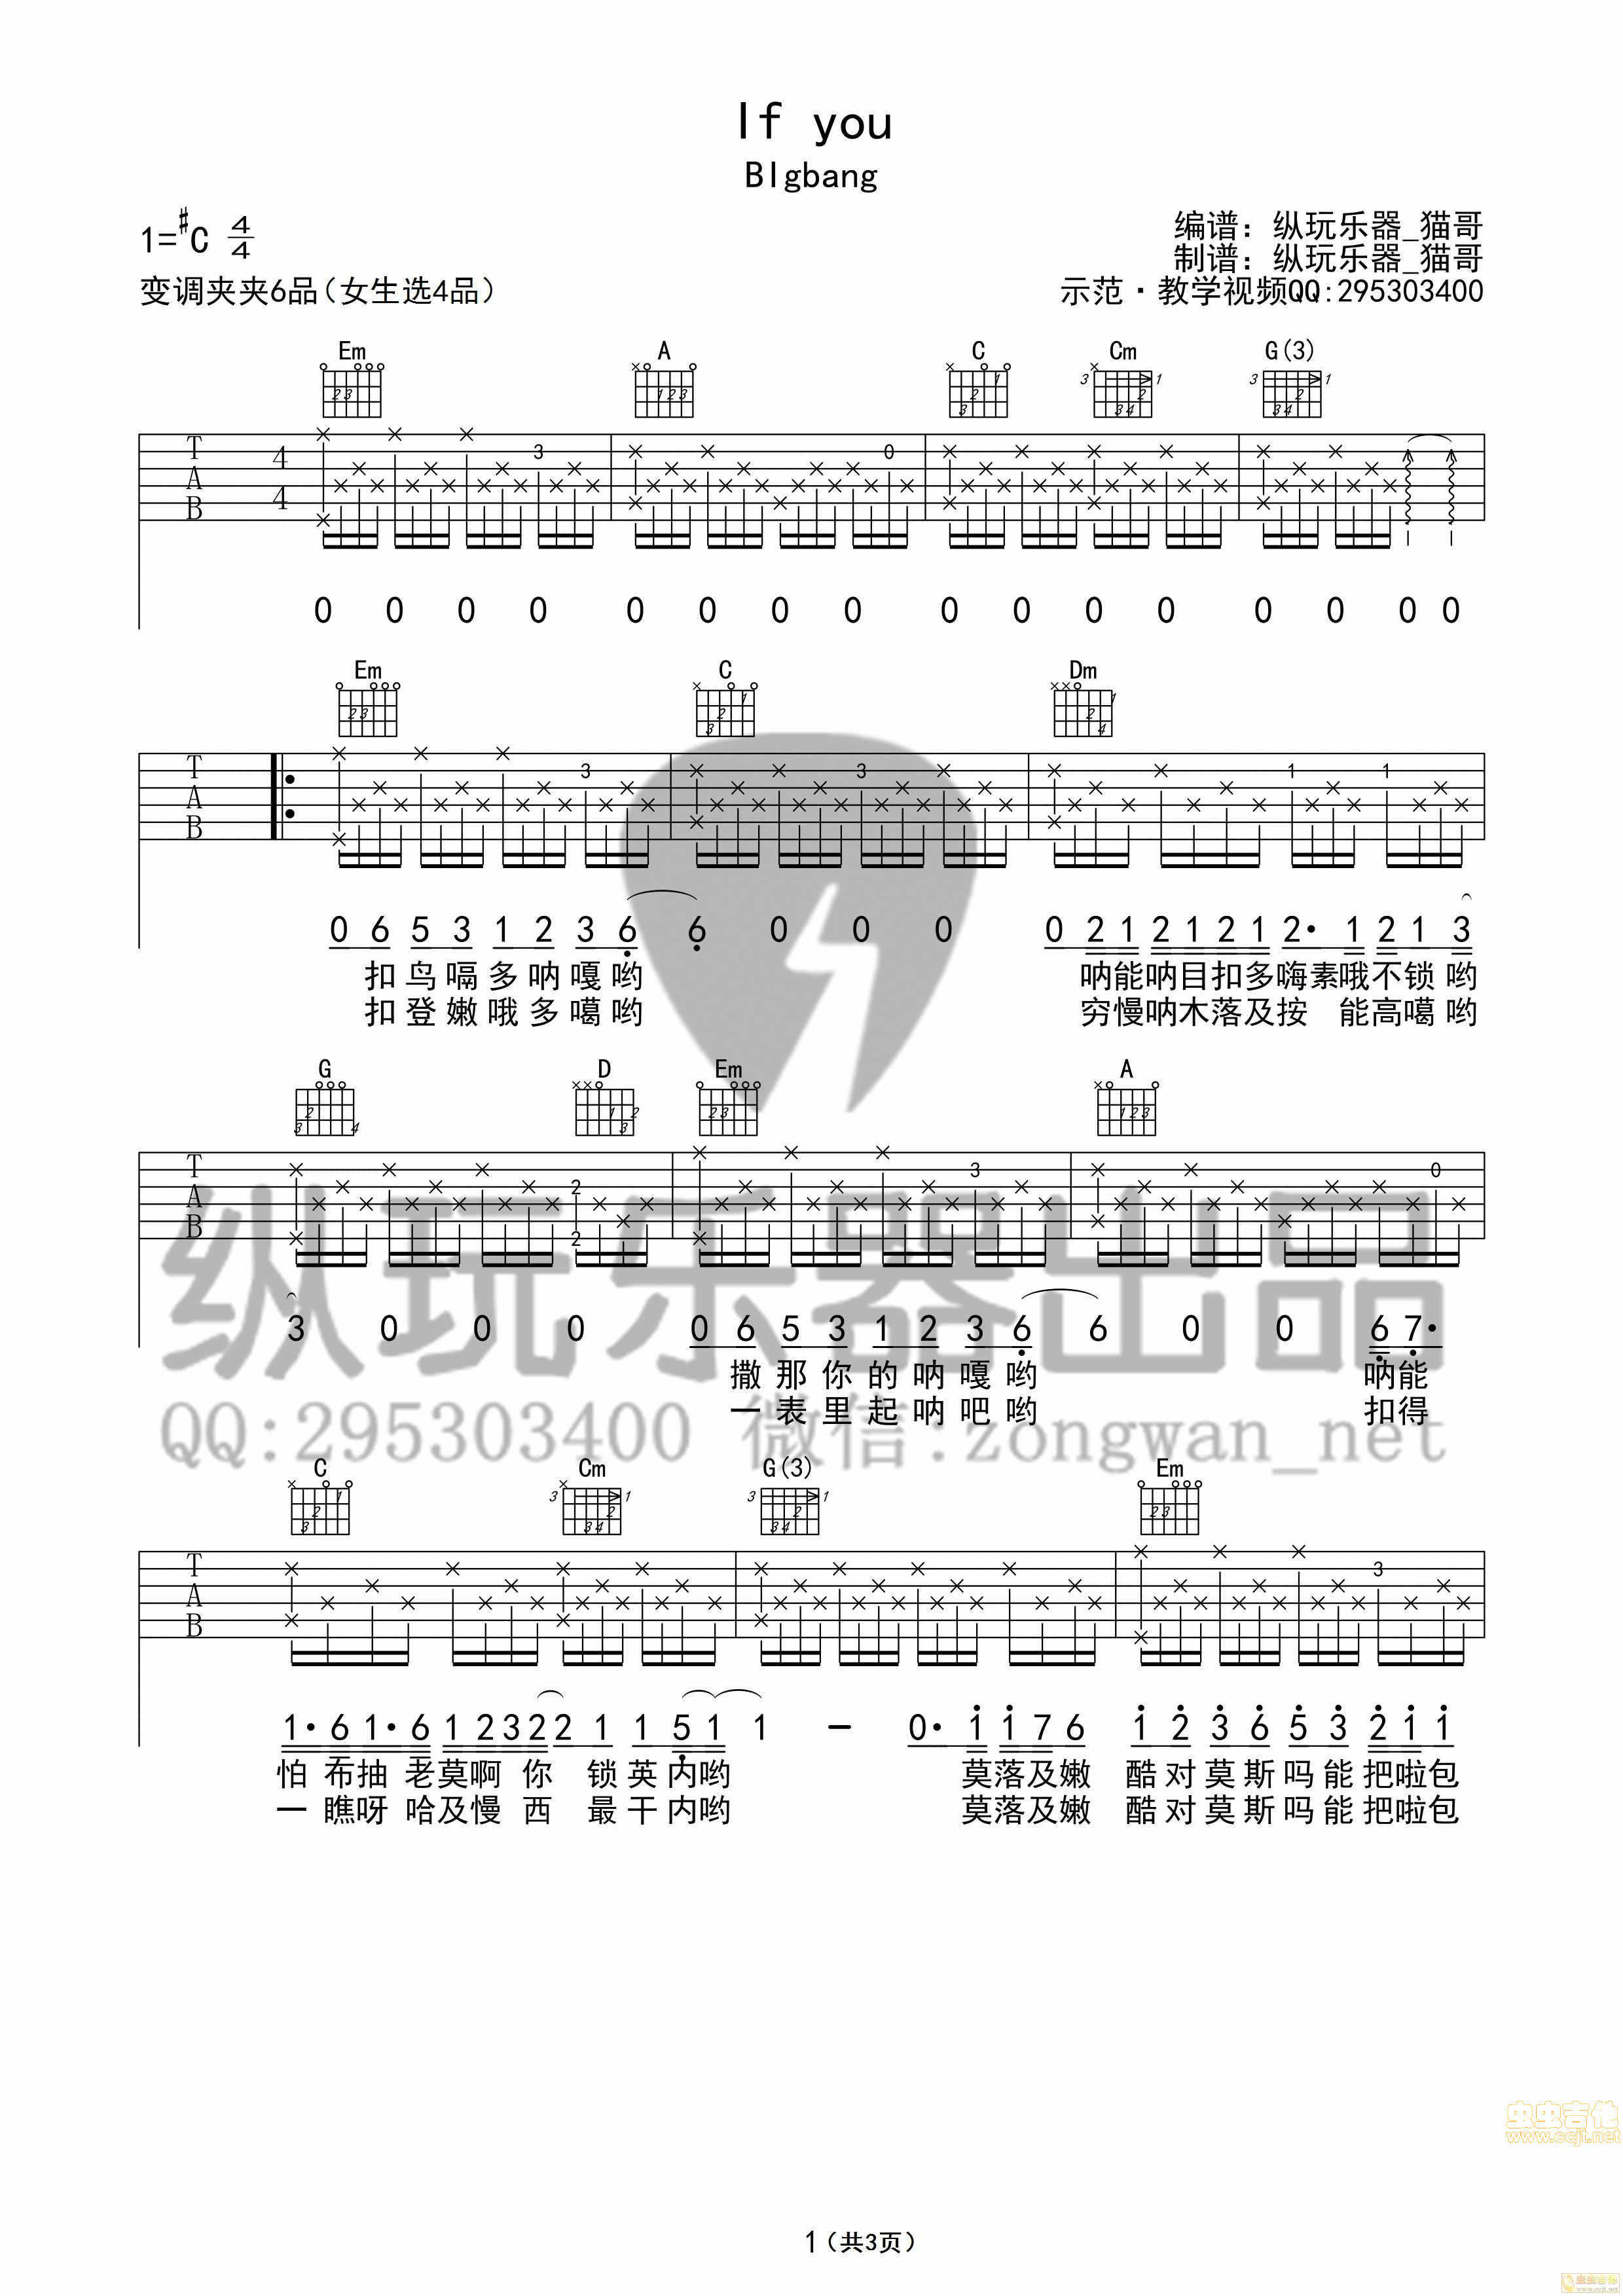 If you
BIgbang
1=#C 4/4
变调夹夹6品(女生选4品)
编谱: 纵玩乐器_猫哥
制谱: 纵玩乐器_猫哥
示范·教学视频QQ:295303400
Em A C Cm G(3)
T A B 4 4 3 0
0 0 0 0 0 0 0 0 0 0 0 0 0 0 0 0
Em C Dm
T A B 3 3 1 1
0 6 5 3 1 2 3 6 6 0 0 0 0 2 1 2 1 2 1 2· 1 2 1 3
扣鸟嗝多呐嘎哟 呐能呐目扣多嗨素哦不锁哟
扣登嫩哦多噶哟 穷慢呐木落及按 能高噶哟
G D Em A
T A B 2 2 3 0
3 0 0 0 0 6 5 3 1 2 3 6 6 0 0 6 7·
撒那你的呐嘎哟 呐能
一表里起呐吧哟 扣得
纵玩乐器出品
QQ:295303400 微信:zongwan_net
C Cm G(3) Em
T A B 3
1· 6 1· 6 1 2 3 2 2 1 1 5 1 1 - 0· 1 1 7 6 1 2 3 6 5 3 2 1 1
怕布抽老莫啊你 锁英内哟 莫落及嫩 酷对莫斯吗能把啦包
一瞧呀哈及慢西 最干内哟 莫落及嫩 酷对莫斯吗能把啦包
虫虫吉他
www.ccjt.net
1(共3页)